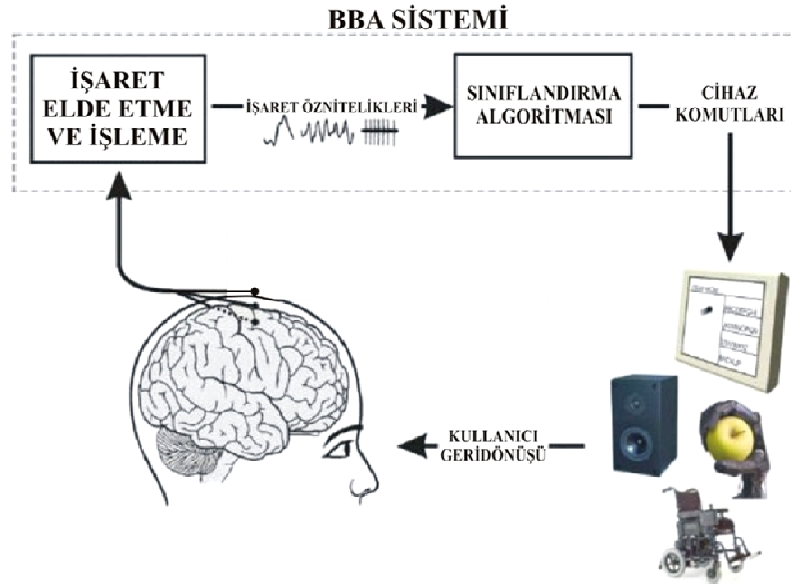 BBA SİSTEMİ
İŞARET
ELDE ETME
VE İŞLEME
İŞARET ÖZNİTELİKLERİ
SINIFLANDIRMA
ALGORİTMASI
CİHAZ
KOMUTLARI
KULLANICI
GERİDÖNÜŞÜ